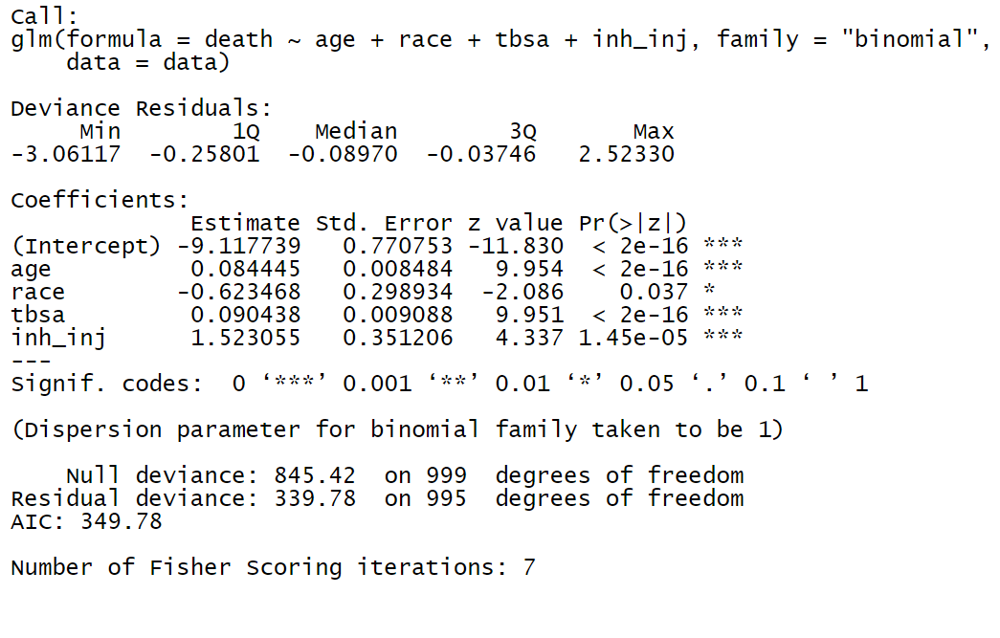 Call:
glm(formula = death ~ age + race + tbsa + inh_inj, family = "binomial",
    data = data)
Deviance Residuals:
     Min        1Q    Median        3Q       Max
-3.06117  -0.25801  -0.08970  -0.03746   2.52330
Coefficients:
             Estimate Std. Error z value Pr(>|z|)
(Intercept) -9.117739   0.770753 -11.830  < 2e-16 ***
age          0.084445   0.008484   9.954  < 2e-16 ***
race        -0.623468   0.298934  -2.086    0.037 *
tbsa         0.090438   0.009088   9.951  < 2e-16 ***
inh_inj      1.523055   0.351206   4.337 1.45e-05 ***
---
Signif. codes:  0 ‘***’ 0.001 ‘**’ 0.01 ‘*’ 0.05 ‘.’ 0.1 ‘ ’ 1
(Dispersion parameter for binomial family taken to be 1)
    Null deviance: 845.42  on 999  degrees of freedom
Residual deviance: 339.78  on 995  degrees of freedom
AIC: 349.78
Number of Fisher Scoring iterations: 7